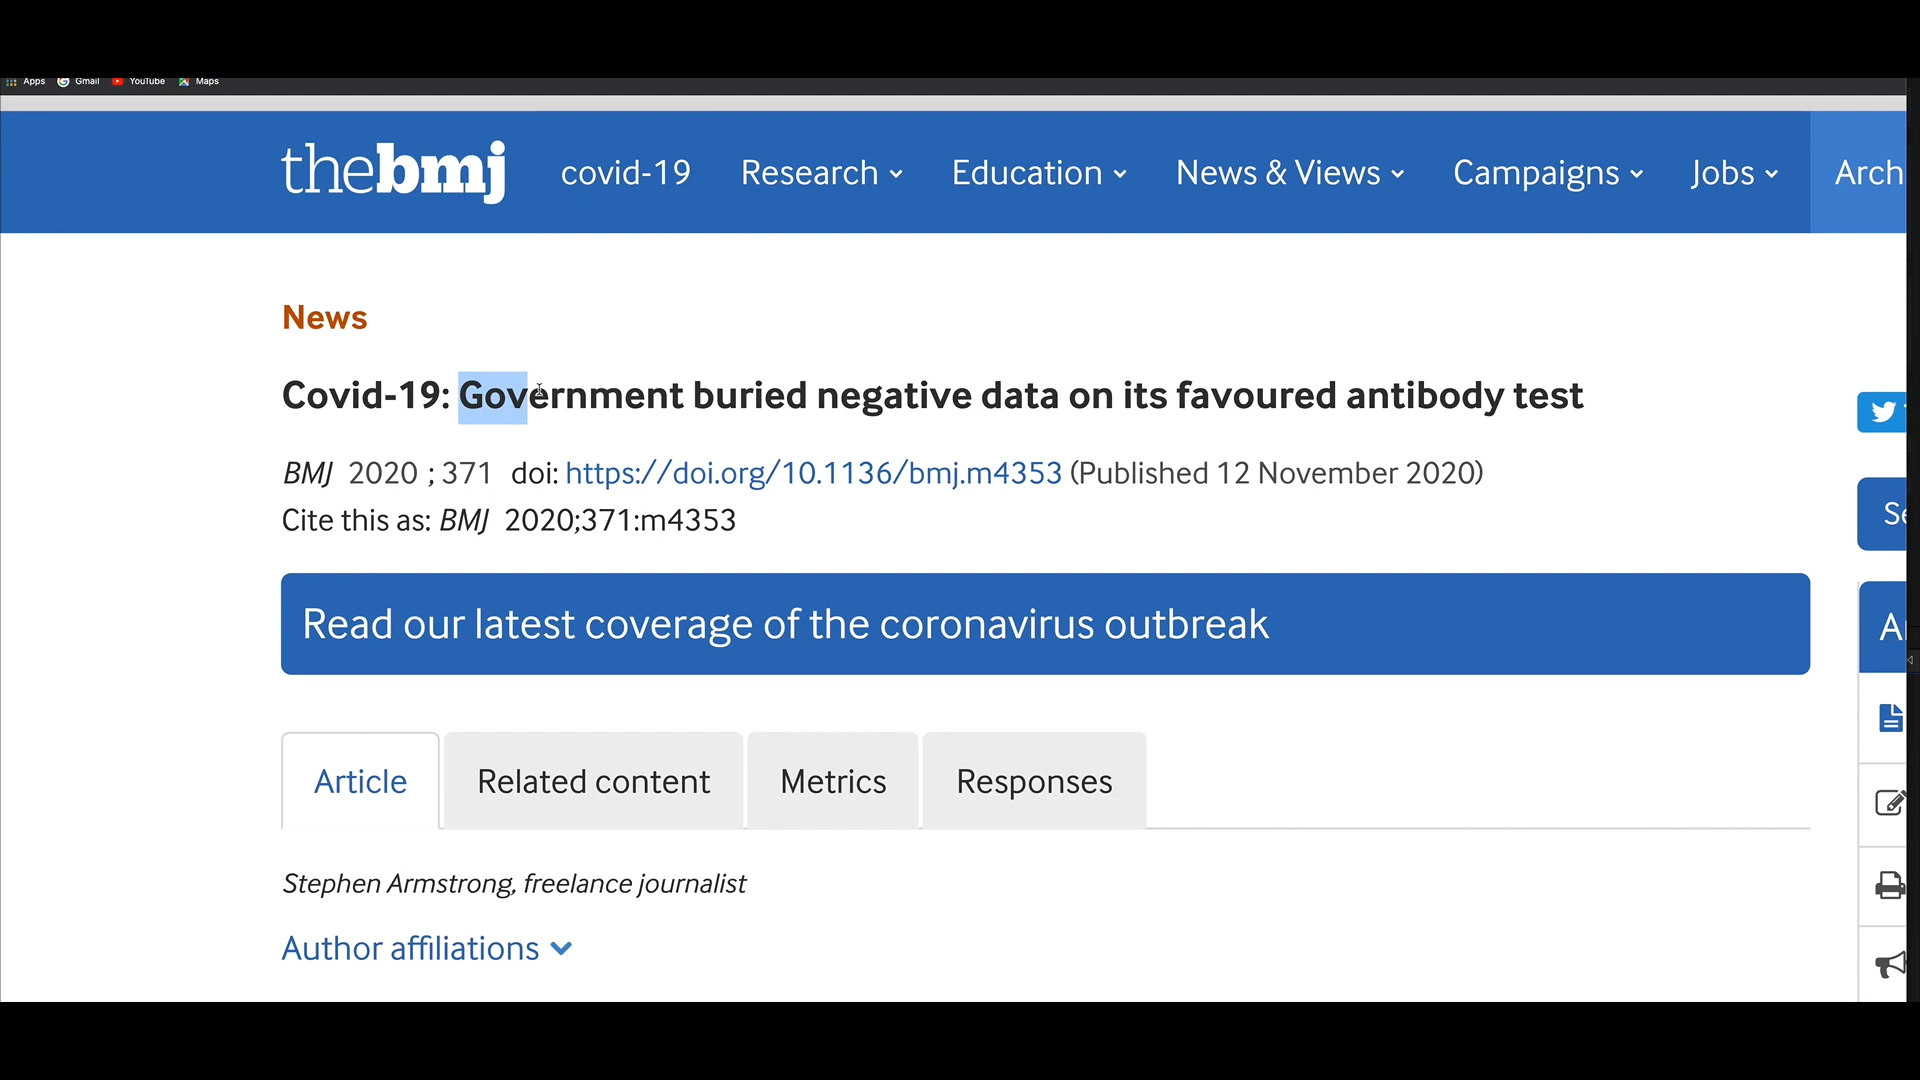 Apps Gmail YouTube Maps
thebmj covid-19 Research Education News & Views Campaigns Jobs Arch
News
Covid-19: Government buried negative data on its favoured antibody test
BMJ 2020 ; 371 doi: https://doi.org/10.1136/bmj.m4353 (Published 12 November 2020)
Cite this as: BMJ 2020;371:m4353
Read our latest coverage of the coronavirus outbreak
Article Related content Metrics Responses
Stephen Armstrong, freelance journalist
Author affiliations